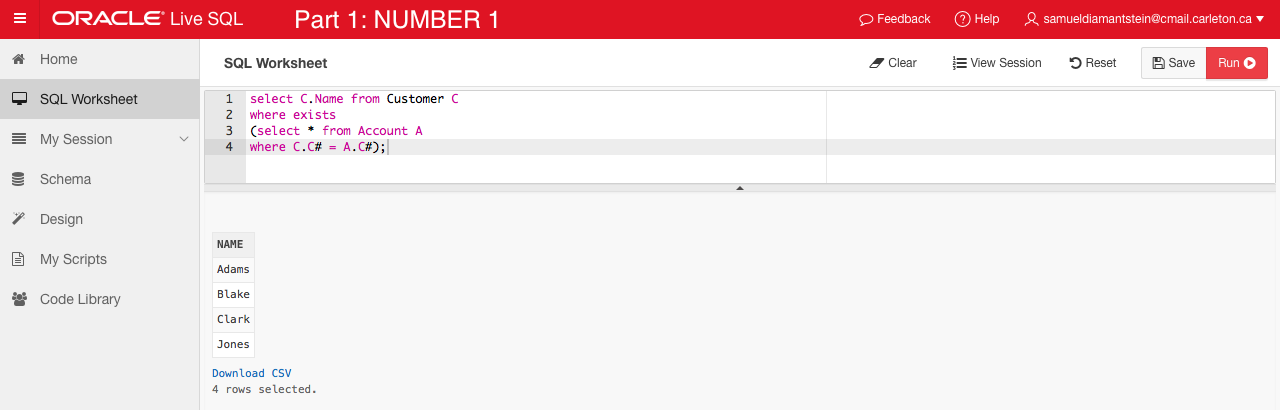 ORACLE® Live SQL
Part 1: NUMBER 1
Feedback
Help
samueldiamantstein@cmail.carleton.ca
Home
SQL Worksheet
My Session
Schema
Design
My Scripts
Code Library
SQL Worksheet
Clear
View Session
Reset
Save
Run
1 select C.Name from Customer C
2 where exists
3 (select * from Account A
4 where C.C# = A.C#);
NAME
Adams
Blake
Clark
Jones
Download CSV
4 rows selected.